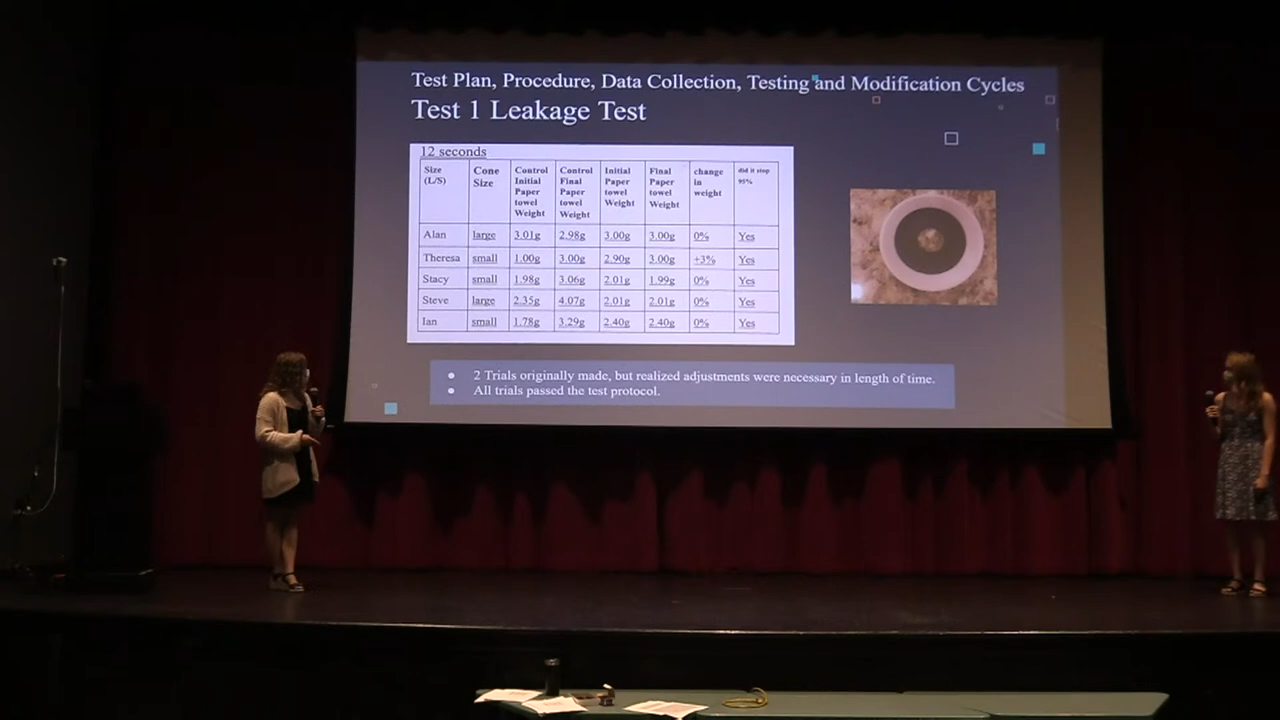 Test Plan, Procedure, Data Collection, Testing and Modification Cycles
Test 1 Leakage Test
12 seconds
Size (L/S) Cone Size Control Initial Paper towel Weight Control Final Paper towel Weight Initial Paper towel Weight Final Paper towel Weight change in weight did it stop 95%
Alan large 3.01g 2.98g 3.00g 3.00g 0% Yes
Theresa small 1.00g 3.00g 2.90g 3.00g +3% Yes
Stacy small 1.98g 3.06g 2.01g 1.99g 0% Yes
Steve large 2.35g 4.07g 2.01g 2.01g 0% Yes
Ian small 1.78g 3.29g 2.40g 2.40g 0% Yes
2 Trials originally made, but realized adjustments were necessary in length of time.
All trials passed the test protocol.